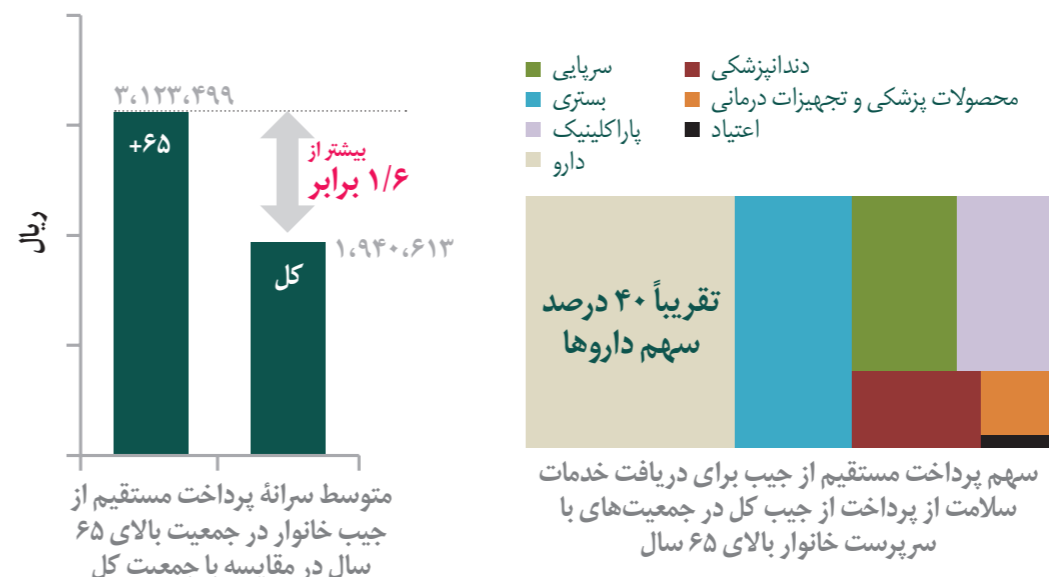 ۳،۱۲۳،۴۹۹
+۶۵
بیشتر از
۱/۶ برابر
۱،۹۴۰،۶۱۳
کل
ریال
متوسط سرانهٔ پرداخت مستقیم از
جیب خانوار در جمعیت بالای ۶۵
سال در مقایسه با جمعیت کل
دندانپزشکی
محصولات پزشکی و تجهیزات درمانی
اعتیاد
سرپایی
بستری
پاراکلینیک
دارو
تقریباً ۴۰ درصد
سهم داروها
سهم پرداخت مستقیم از جیب برای دریافت خدمات
سلامت از پرداخت از جیب کل در جمعیت‌های با
سرپرست خانوار بالای ۶۵ سال